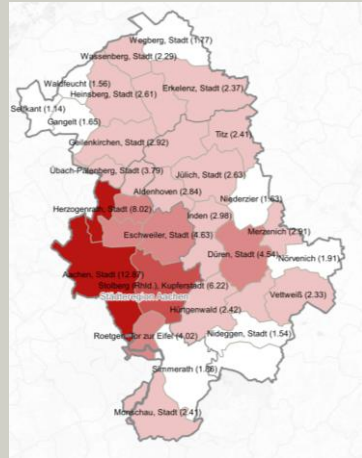 Wegberg, Stadt (1.77)
Wassenberg, Stadt (2.29)
Waldfeucht (1.56)
Heinsberg, Stadt (2.61)
Erkelenz, Stadt (2.37)
Selfkant (1.14)
Gangelt (1.65)
Geilenkirchen, Stadt (2.92)
Titz (2.41)
Übach-Palenberg, Stadt (3.79)
Jülich, Stadt (2.63)
Aldenhoven (2.84)
Niederzier (1.63)
Herzogenrath, Stadt (8.02)
Inden (2.98)
Merzenich (2.91)
Eschweiler, Stadt (4.63)
Düren, Stadt (4.54)
Nörvenich (1.91)
Aachen, Stadt (12.87)
Stolberg (Rhld.), Kupferstadt (6.22)
Städteregion Aachen
Vettweiß (2.33)
Hürtgenwald (2.42)
Roetgen, Tor zur Eifel (4.02)
Nideggen, Stadt (1.54)
Simmerath (1.86)
Monschau, Stadt (2.41)